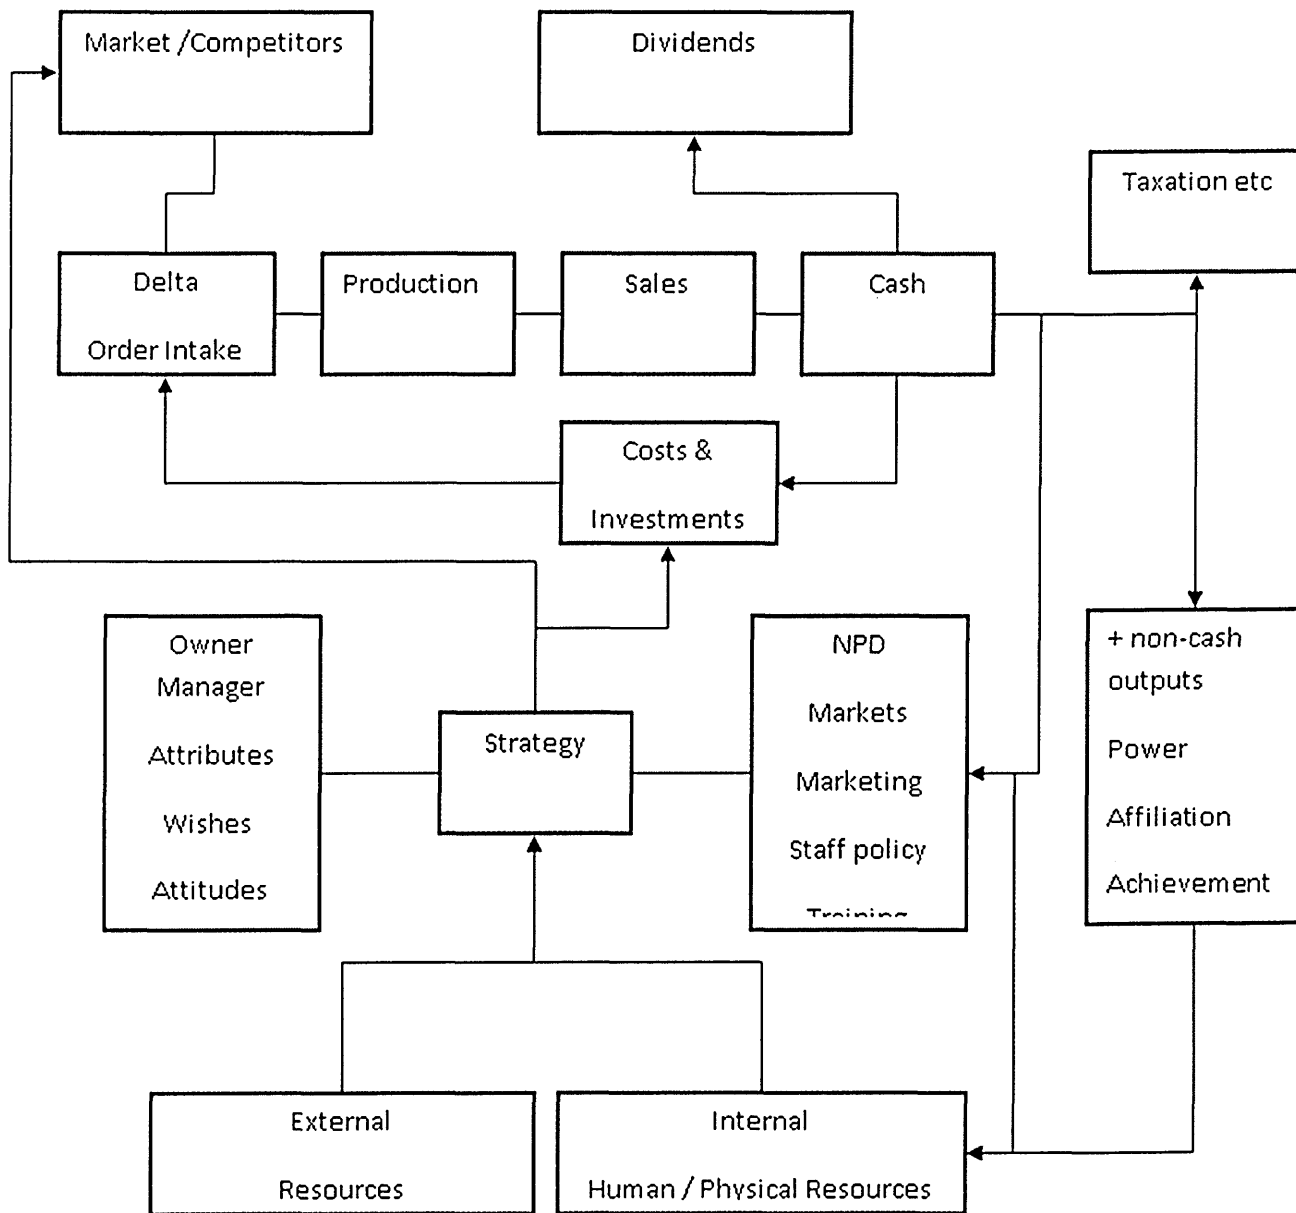 Market /Competitors
Dividends
Taxation etc
Delta
Order Intake
Production
Sales
Cash
Costs &
Investments
Owner
Manager
Attributes
Wishes
Attitudes
Strategy
NPD
Markets
Marketing
Staff policy
Training
+ non-cash
outputs
Power
Affiliation
Achievement
External
Resources
Internal
Human / Physical Resources